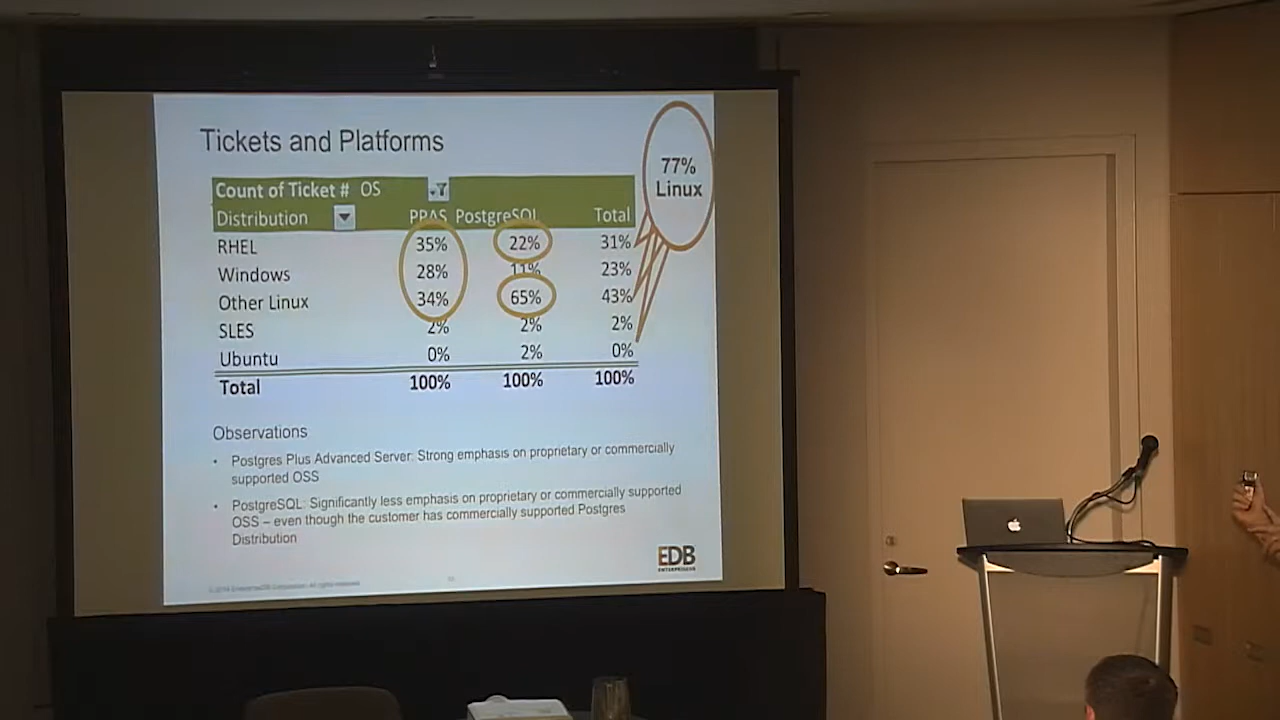 Tickets and Platforms
77%
Linux
Count of Ticket # OS
Distribution PPAS PostgreSQL Total
RHEL 35% 22% 31%
Windows 28% 11% 23%
Other Linux 34% 65% 43%
SLES 2% 2% 2%
Ubuntu 0% 2% 0%
Total 100% 100% 100%
Observations
• Postgres Plus Advanced Server: Strong emphasis on proprietary or commercially
supported OSS
• PostgreSQL: Significantly less emphasis on proprietary or commercially supported
OSS – even though the customer has commercially supported Postgres
Distribution
EDB
ENTERPRISEDB